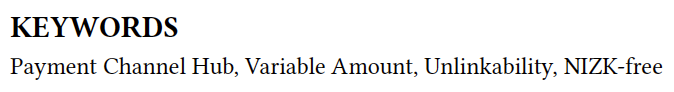 KEYWORDS
Payment Channel Hub, Variable Amount, Unlinkability, NIZK-free